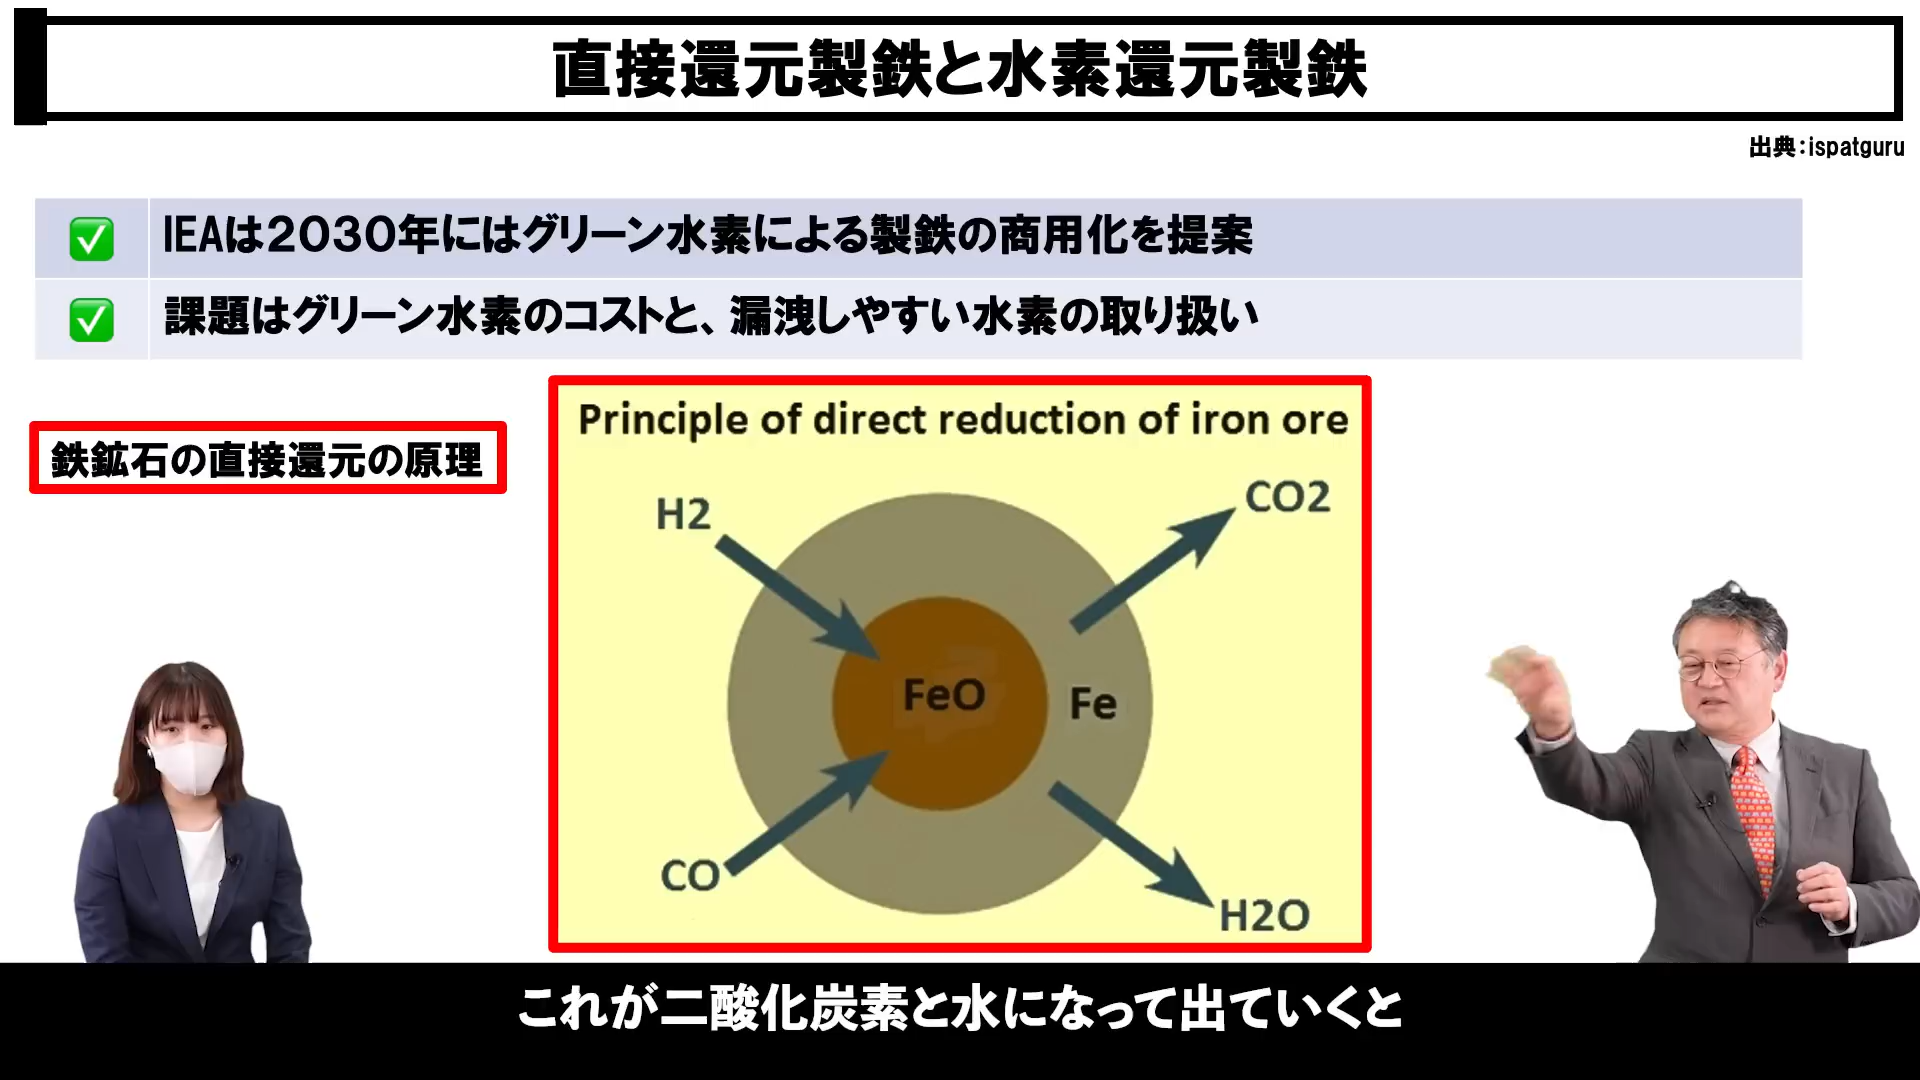 直接還元製鉄と水素還元製鉄
出典:ispatguru
IEAは2030年にはグリーン水素による製鉄の商用化を提案
課題はグリーン水素のコストと、漏洩しやすい水素の取り扱い
鉄鉱石の直接還元の原理
Principle of direct reduction of iron ore
H2
CO2
FeO
Fe
CO
H2O
これが二酸化炭素と水になって出ていくと